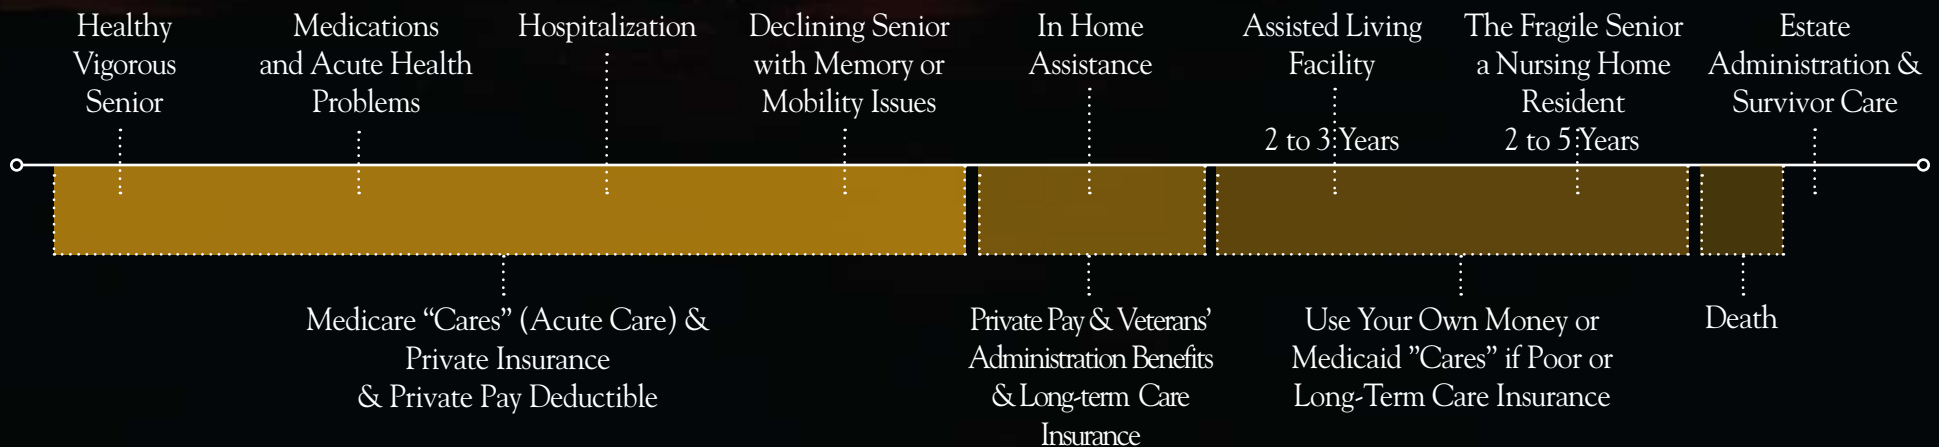 Healthy
Vigorous
Senior
Medications
and Acute Health
Problems
Hospitalization
Declining Senior
with Memory or
Mobility Issues
In Home
Assistance
Assisted Living
Facility
2 to 3 Years
The Fragile Senior
a Nursing Home
Resident
2 to 5 Years
Estate
Administration &
Survivor Care
Medicare “Cares” (Acute Care) &
Private Insurance
& Private Pay Deductible
Private Pay & Veterans’
Administration Benefits
& Long-term Care
Insurance
Use Your Own Money or
Medicaid ”Cares” if Poor or
Long-Term Care Insurance
Death